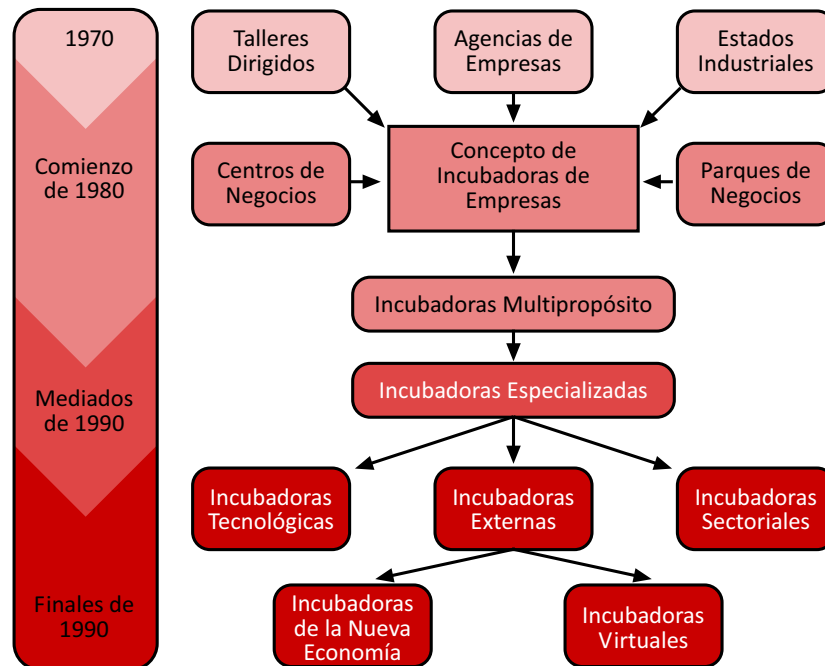 1970
Talleres
Dirigidos
Agencias de
Empresas
Estados
Industriales
Comienzo
de 1980
Centros de
Negocios
Concepto de
Incubadoras de
Empresas
Parques de
Negocios
Incubadoras Multipropósito
Mediados
de 1990
Incubadoras Especializadas
Incubadoras
Tecnológicas
Incubadoras
Externas
Incubadoras
Sectoriales
Finales de
1990
Incubadoras
de la Nueva
Economía
Incubadoras
Virtuales